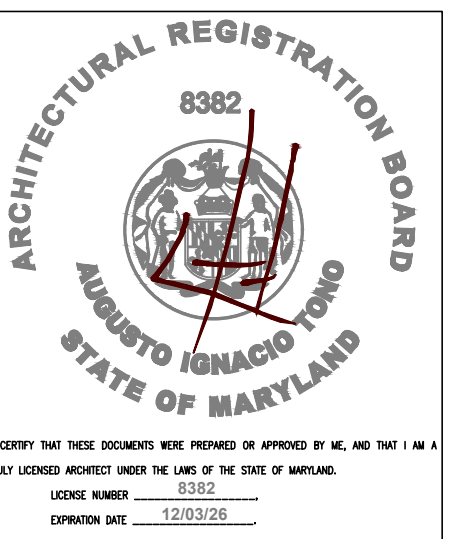 ARCHITECTURAL REGISTRATION BOARD
8382
AUGUSTO IGNACIO TONO
STATE OF MARYLAND
CERTIFY THAT THESE DOCUMENTS WERE PREPARED OR APPROVED BY ME, AND THAT I AM A
ULY LICENSED ARCHITECT UNDER THE LAWS OF THE STATE OF MARYLAND.
LICENSE NUMBER 8382,
EXPIRATION DATE 12/03/26.